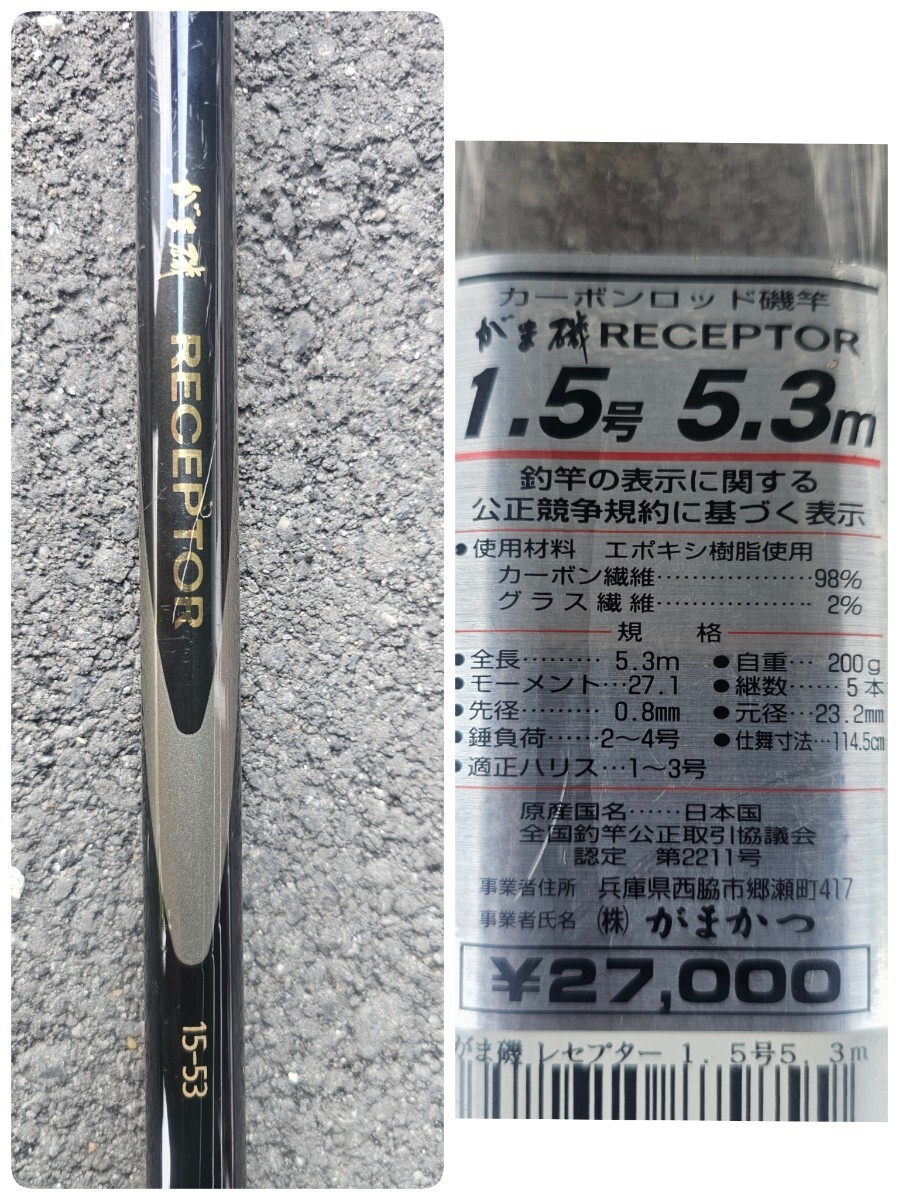 がま磯 RECEPTOR
15-53
カーボンロッド磯竿
がま磯 RECEPTOR
1.5号 5.3m
釣竿の表示に関する
公正競争規約に基づく表示
●使用材料 エポキシ樹脂使用
カーボン繊維………………98%
グラス繊維………………2%
規 格
●全長………5.3m ●自重…200g
●モーメント…27.1 ●継数……5本
●先径………0.8mm ●元径…23.2mm
●錘負荷……2〜4号 ●仕舞寸法…114.5cm
●適正ハリス…1〜3号
原産国名……日本国
全国釣竿公正取引協議会
認定 第2211号
事業者住所 兵庫県西脇市郷瀬町417
事業者氏名 ㈱ がまかつ
¥27,000
がま磯 レセプター 1．5号5．3m